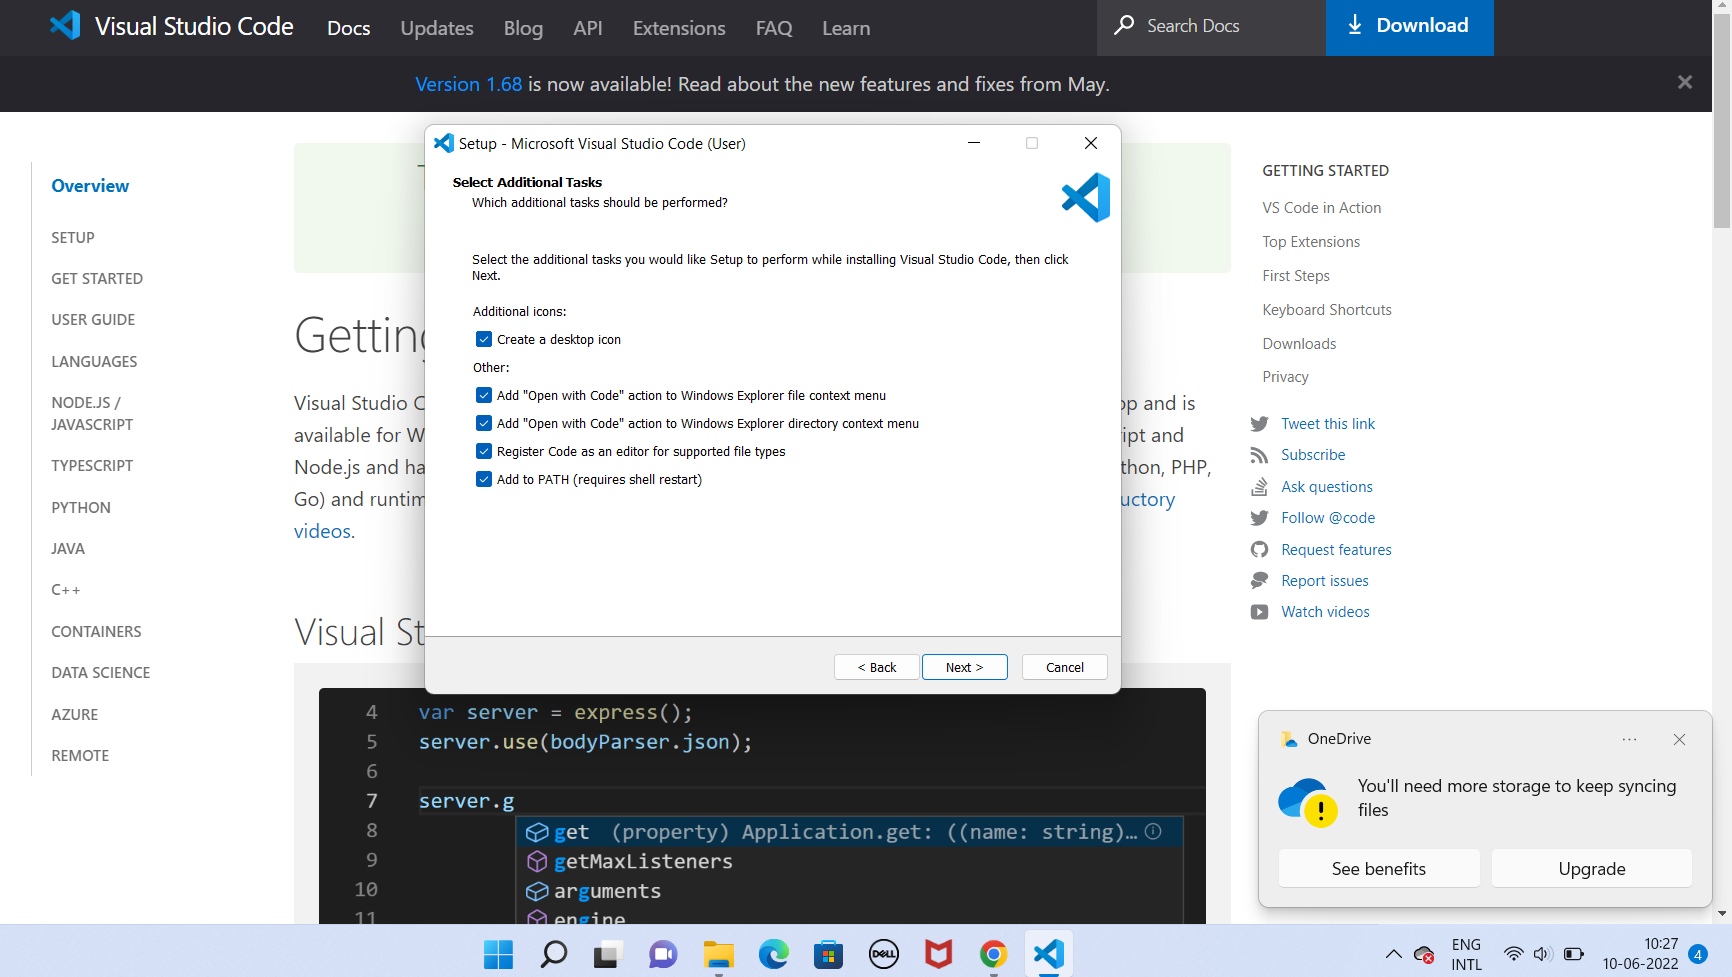 Visual Studio Code Docs Updates Blog API Extensions FAQ Learn Search Docs Download
Version 1.68 is now available! Read about the new features and fixes from May.
Overview
SETUP
GET STARTED
USER GUIDE
LANGUAGES
NODE.JS /
JAVASCRIPT
TYPESCRIPT
PYTHON
JAVA
C++
CONTAINERS
DATA SCIENCE
AZURE
REMOTE
Getting
Visual Studio C
available for W
Node.js and ha
Go) and runtim
videos.
pp and is
ipt and
thon, PHP,
uctory
Visual St
Setup - Microsoft Visual Studio Code (User)
Select Additional Tasks
Which additional tasks should be performed?
Select the additional tasks you would like Setup to perform while installing Visual Studio Code, then click
Next.
Additional icons:
Create a desktop icon
Other:
Add "Open with Code" action to Windows Explorer file context menu
Add "Open with Code" action to Windows Explorer directory context menu
Register Code as an editor for supported file types
Add to PATH (requires shell restart)
< Back Next > Cancel
4 var server = express();
5 server.use(bodyParser.json);
6
7 server.g
8 get (property) Application.get: ((name: string)…
9 getMaxListeners
10 arguments
11 engine
GETTING STARTED
VS Code in Action
Top Extensions
First Steps
Keyboard Shortcuts
Downloads
Privacy
Tweet this link
Subscribe
Ask questions
Follow @code
Request features
Report issues
Watch videos
OneDrive
You'll need more storage to keep syncing
files
See benefits Upgrade
DELL
ENG
INTL
10:27
10-06-2022
4